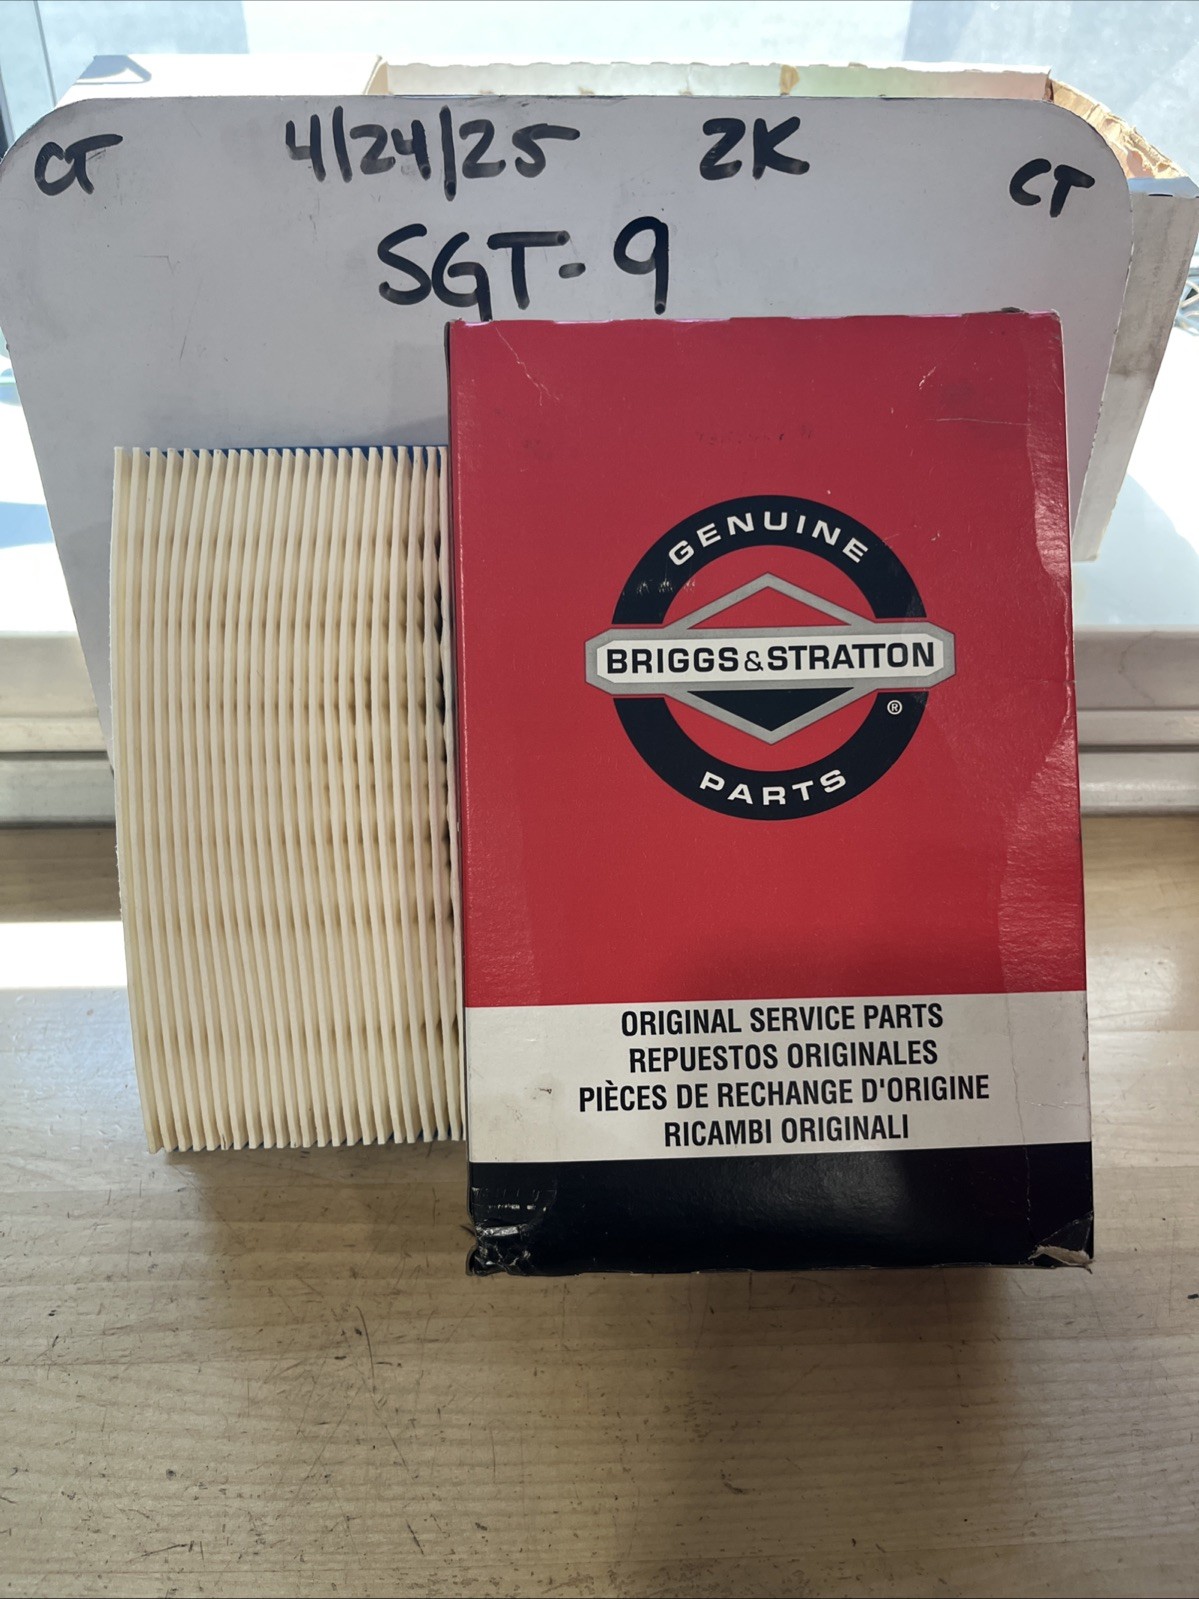 CT 4/24/25 2K CT
SGT-9
GENUINE
BRIGGS & STRATTON
®
PARTS
ORIGINAL SERVICE PARTS
REPUESTOS ORIGINALES
PIÈCES DE RECHANGE D'ORIGINE
RICAMBI ORIGINALI